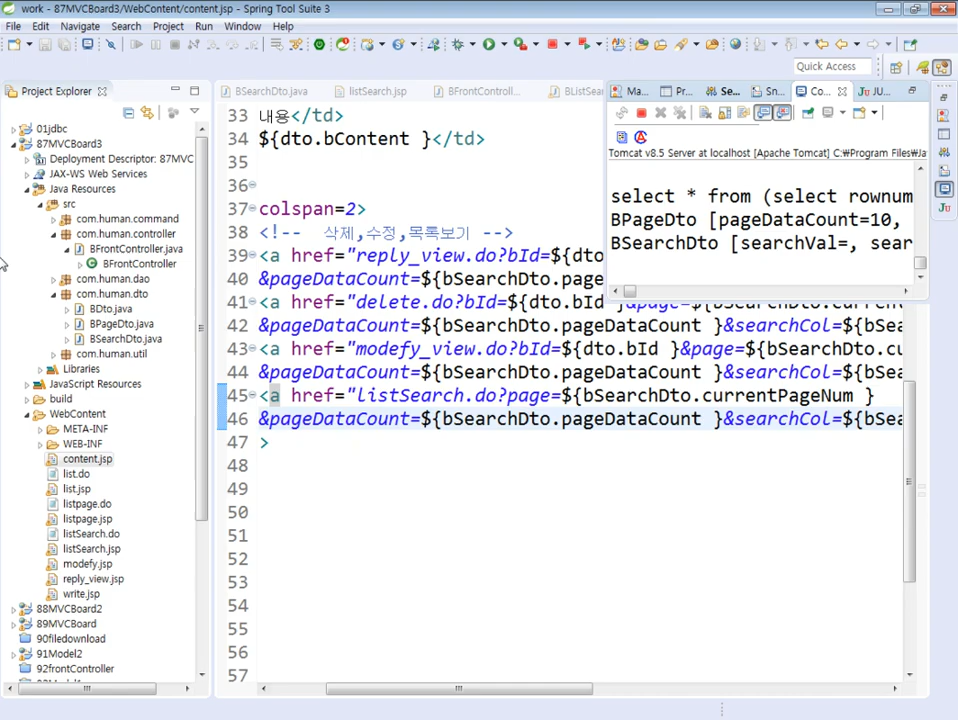 work - 87MVCBoard3/WebContent/content.jsp - Spring Tool Suite 3
File Edit Navigate Search Project Run Window Help
Quick Access
Project Explorer
01jdbc
87MVCBoard3
Deployment Descriptor: 87MVC
JAX-WS Web Services
Java Resources
src
com.human.command
com.human.controller
BFrontController.java
BFrontController
com.human.dao
com.human.dto
BDto.java
BPageDto.java
BSearchDto.java
com.human.util
Libraries
JavaScript Resources
build
WebContent
META-INF
WEB-INF
content.jsp
list.do
list.jsp
listpage.do
listpage.jsp
listSearch.do
listSearch.jsp
modefy.jsp
reply_view.jsp
write.jsp
88MVCBoard2
89MVCBoard
90filedownload
91Model2
92frontController
BSearchDto.java listSearch.jsp BFrontControll... BListSear
33 내용</td>
34 ${dto.bContent }</td>
35
36
37 colspan=2>
38 <!-- 삭제,수정,목록보기 -->
39 <a href="reply_view.do?bId=${dto
40 &pageDataCount=${bSearchDto.page
41 <a href="delete.do?bId=${dto.bId }&page=${bSearchDto.curren
42 &pageDataCount=${bSearchDto.pageDataCount }&searchCol=${bSea
43 <a href="modefy_view.do?bId=${dto.bId }&page=${bSearchDto.cu
44 &pageDataCount=${bSearchDto.pageDataCount }&searchCol=${bSea
45 <a href="listSearch.do?page=${bSearchDto.currentPageNum }
46 &pageDataCount=${bSearchDto.pageDataCount }&searchCol=${bSea
47 >
48
49
50
51
52
53
54
55
56
57
Ma... Pr... Se... Sn... Co... JU...
Tomcat v8.5 Server at localhost [Apache Tomcat] C:₩Program Files₩Ja
select * from (select rownum
BPageDto [pageDataCount=10,
BSearchDto [searchVal=, sear